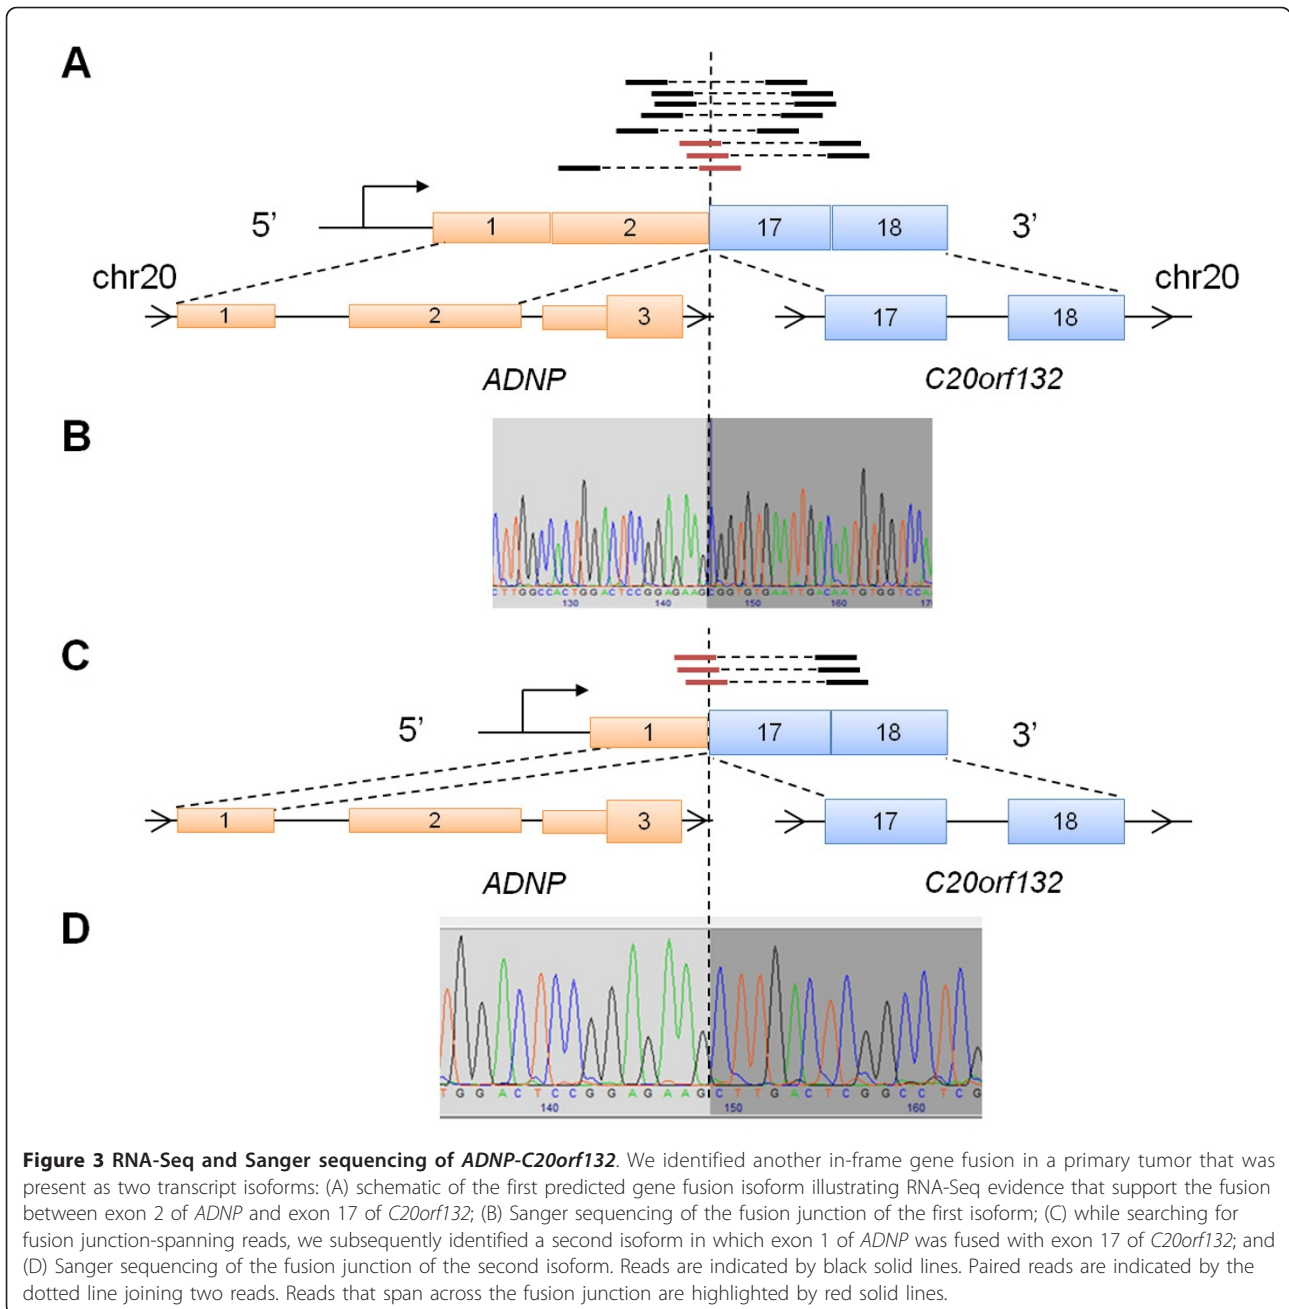 A
5’ 1 2 17 18 3’
chr20 chr20
1 2 3 17 18
ADNP C20orf132
B
CTTGGCCACTGGACTCCGGAGAAGCGGTGTGAATTGACAATGTGGTCCA
130 140 150 160 17
C
5’ 1 17 18 3’
1 2 3 17 18
ADNP C20orf132
D
TGGACTCCGGAGAAGCTTGACTCGGCCTCG
140 150 160
Figure 3 RNA-Seq and Sanger sequencing of ADNP-C20orf132. We identified another in-frame gene fusion in a primary tumor that was
present as two transcript isoforms: (A) schematic of the first predicted gene fusion isoform illustrating RNA-Seq evidence that support the fusion
between exon 2 of ADNP and exon 17 of C20orf132; (B) Sanger sequencing of the fusion junction of the first isoform; (C) while searching for
fusion junction-spanning reads, we subsequently identified a second isoform in which exon 1 of ADNP was fused with exon 17 of C20orf132; and
(D) Sanger sequencing of the fusion junction of the second isoform. Reads are indicated by black solid lines. Paired reads are indicated by the
dotted line joining two reads. Reads that span across the fusion junction are highlighted by red solid lines.